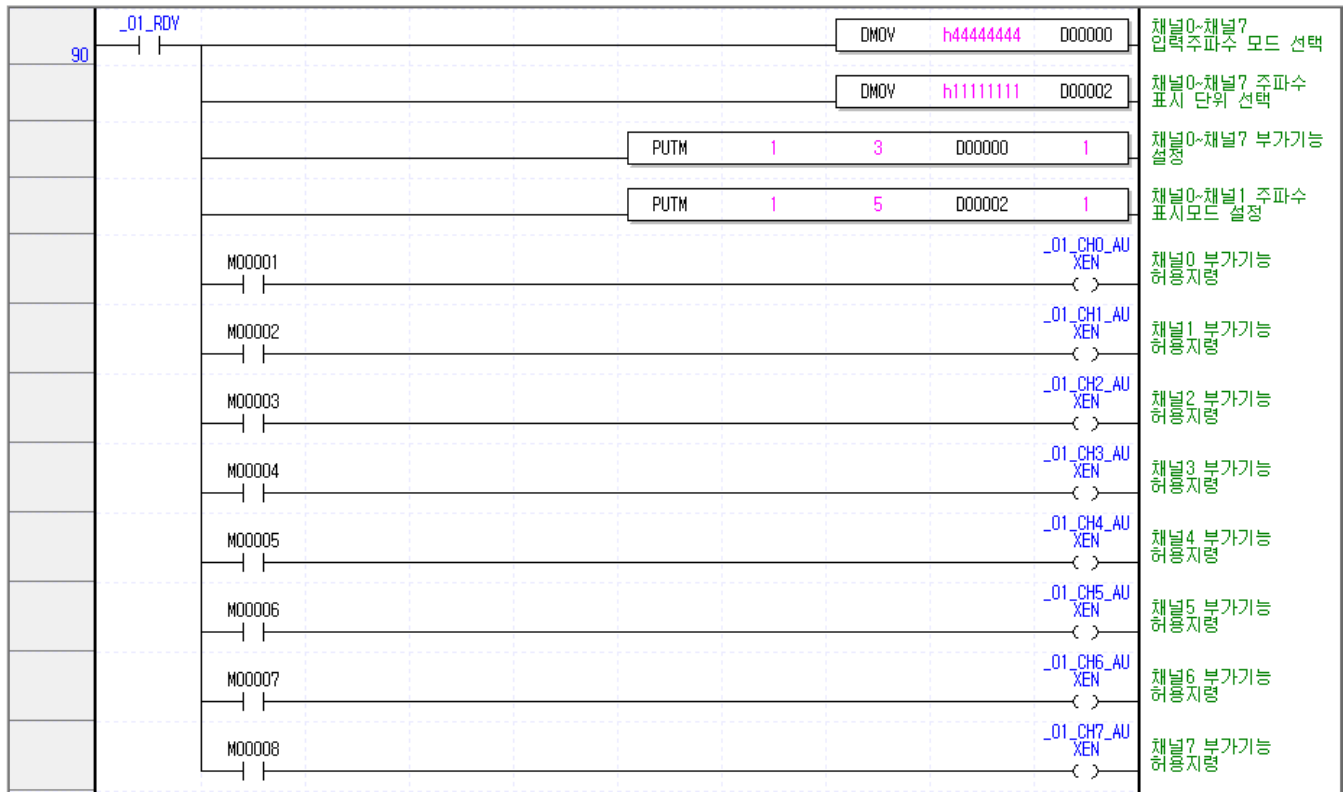 _01_RDY
90
DMOV h44444444 D00000
채널0~채널7
입력주파수 모드 선택
DMOV h11111111 D00002
채널0~채널7 주파수
표시 단위 선택
PUTM 1 3 D00000 1
채널0~채널7 부가기능
설정
PUTM 1 5 D00002 1
채널0~채널1 주파수
표시모드 설정
M00001
_01_CH0_AU
XEN
채널0 부가기능
허용지령
M00002
_01_CH1_AU
XEN
채널1 부가기능
허용지령
M00003
_01_CH2_AU
XEN
채널2 부가기능
허용지령
M00004
_01_CH3_AU
XEN
채널3 부가기능
허용지령
M00005
_01_CH4_AU
XEN
채널4 부가기능
허용지령
M00006
_01_CH5_AU
XEN
채널5 부가기능
허용지령
M00007
_01_CH6_AU
XEN
채널6 부가기능
허용지령
M00008
_01_CH7_AU
XEN
채널7 부가기능
허용지령